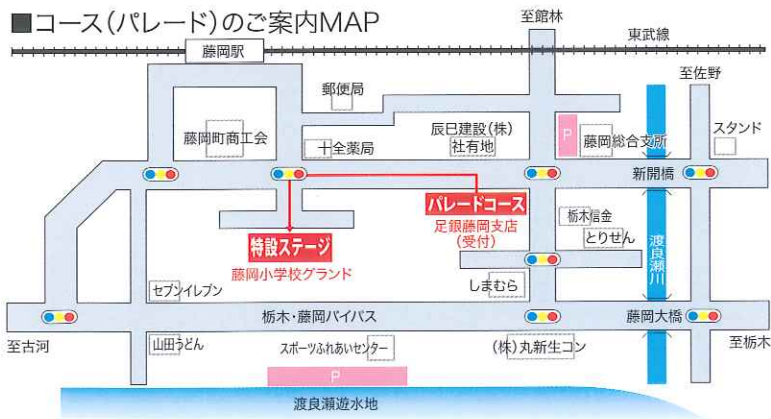 ■コース(パレード)のご案内MAP
至館林
東武線
藤岡駅
至佐野
郵便局
辰巳建設(株)
社有地
P
藤岡総合支所
スタンド
藤岡町商工会
十全薬局
新開橋
パレードコース
足銀藤岡支店
(受付)
栃木信金
とりせん
特設ステージ
藤岡小学校グランド
渡良瀬川
セブンイレブン
しまむら
栃木・藤岡バイパス
藤岡大橋
至古河
山田うどん
スポーツふれあいセンター
(株)丸新生コン
至栃木
P
渡良瀬遊水地